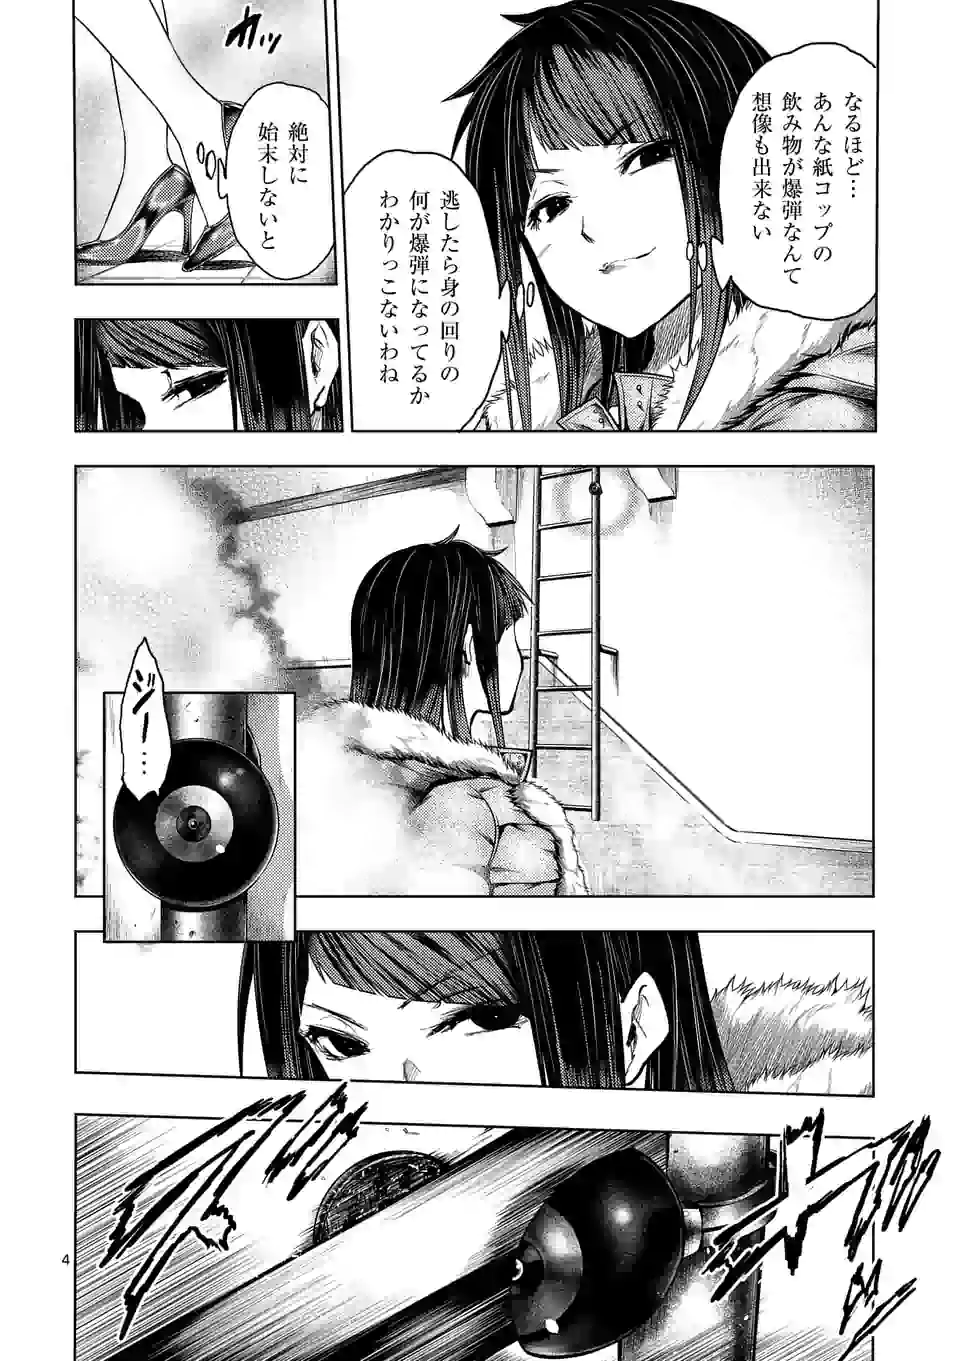 なるほど…
あんな紙コップの
飲み物が爆弾なんて
想像も出来ない
逃したら身の回りの
何が爆弾になってるか
わかりっこないわね
カッ
絶対に
始末しないと
ジー……
4